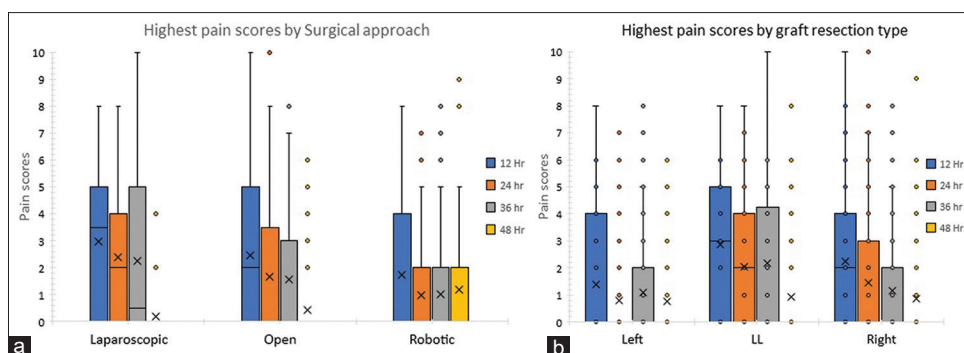 Highest pain scores by Surgical approach
10
9
8
7
6
5
4
3
2
1
0
Pain scores
Laparoscopic
Open
Robotic
12 Hr
24 hr
36 hr
48 Hr
a
Highest pain scores by graft resection type
10
9
8
7
6
5
4
3
2
1
0
Pain scores
Left
LL
Right
12 Hr
24 hr
36 hr
48 Hr
b